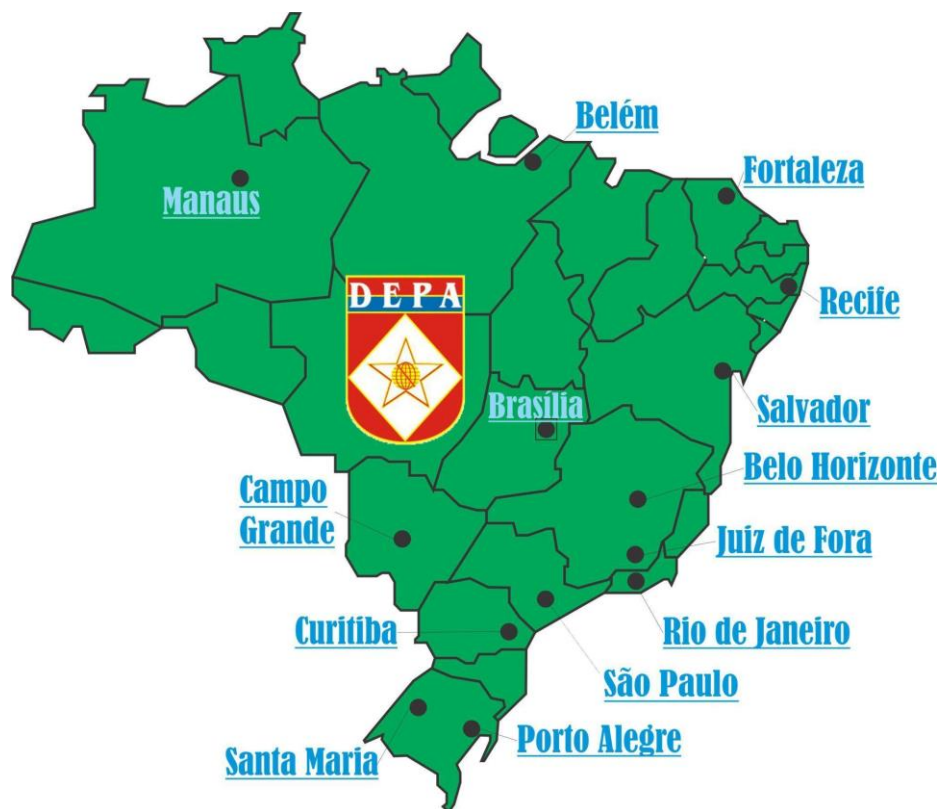 Belém
Fortaleza
Manaus
DEPA
Recife
Brasília
Salvador
Belo Horizonte
Campo
Grande
Juiz de Fora
Curitiba
Rio de Janeiro
São Paulo
Porto Alegre
Santa Maria